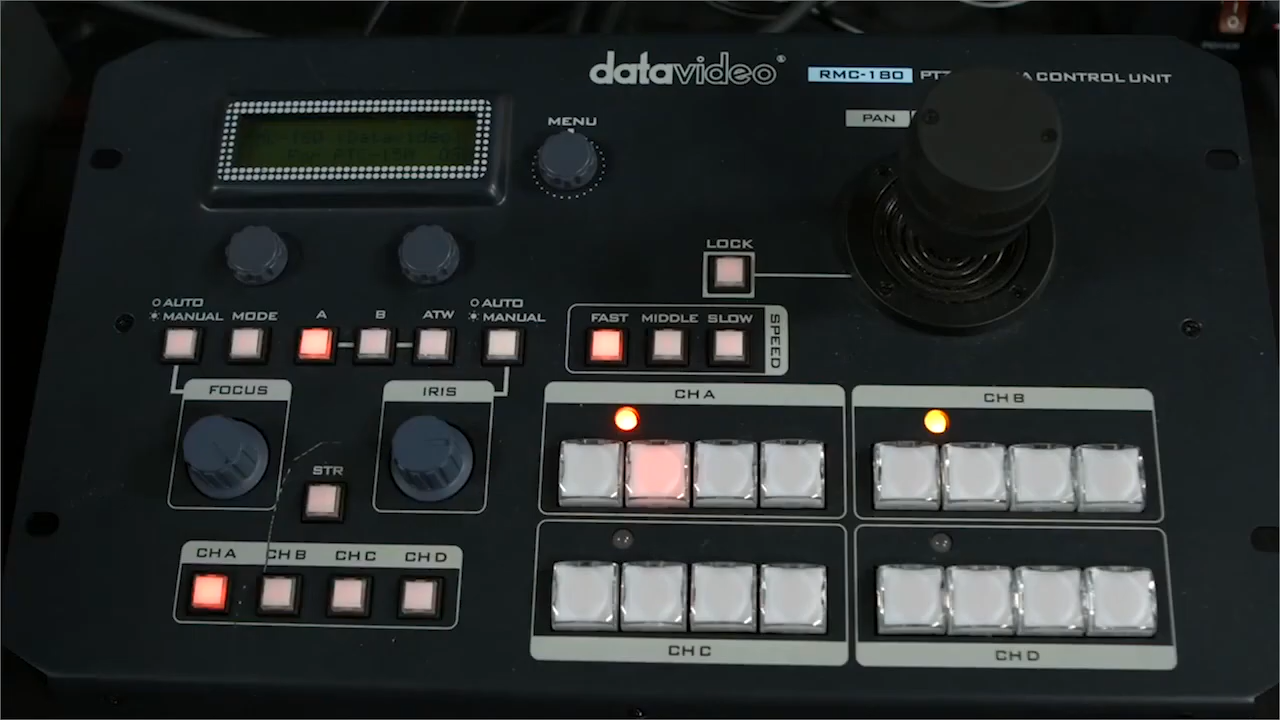 datavideo®
RMC-180 PTZ CONTROL UNIT
PAN
MENU
LOCK
AUTO
MANUAL
MODE
A
B
ATW
AUTO
MANUAL
FAST
MIDDLE
SLOW
SPEED
FOCUS
IRIS
STR
CH A
CH B
CH C
CH D
CH A
CH B
CH C
CH D